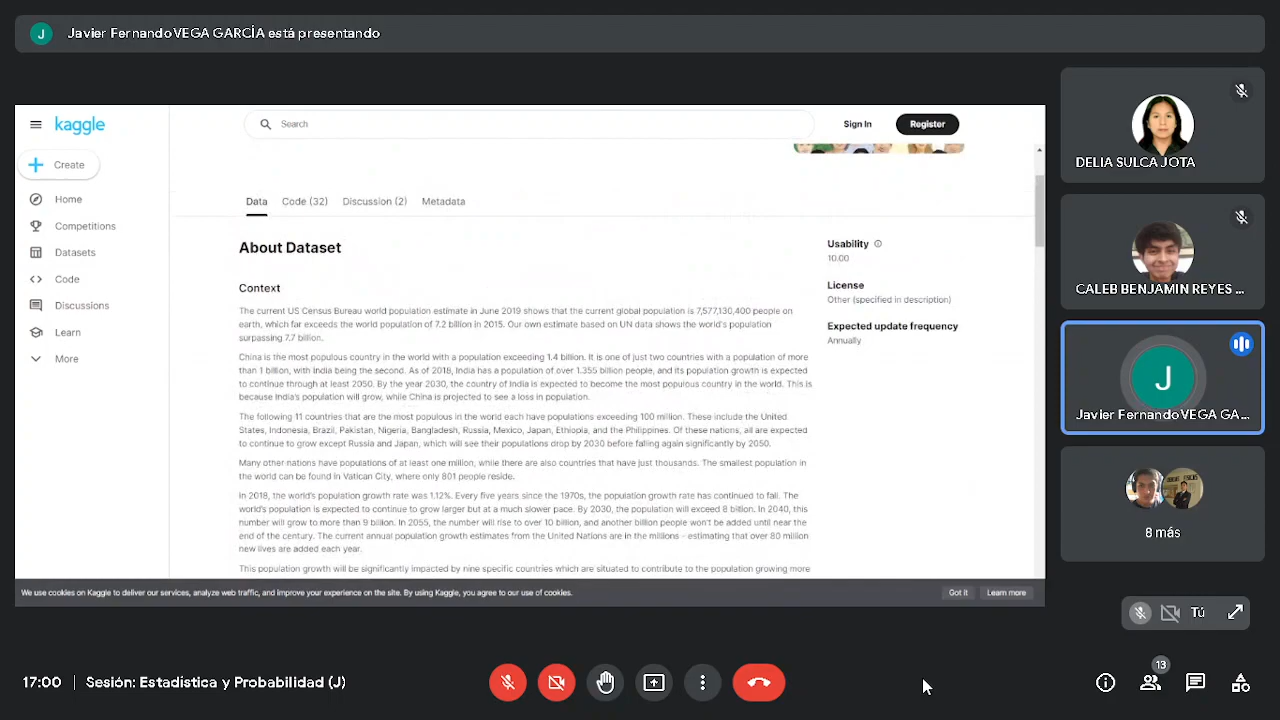 J Javier Fernando VEGA GARCÍA está presentando
kaggle
Search
Sign In
Register
Create
Home
Competitions
Datasets
Code
Discussions
Learn
More
Data Code (32) Discussion (2) Metadata
About Dataset
Context
The current US Census Bureau world population estimate in June 2019 shows that the current global population is 7,577,130,400 people on
earth, which far exceeds the world population of 7.2 billion in 2015. Our own estimate based on UN data shows the world's population
surpassing 7.7 billion.
China is the most populous country in the world with a population exceeding 1.4 billion. It is one of just two countries with a population of more
than 1 billion, with India being the second. As of 2018, India has a population of over 1.355 billion people, and its population growth is expected
to continue through at least 2050. By the year 2030, the country of India is expected to become the most populous country in the world. This is
because India's population will grow, while China is projected to see a loss in population.
The following 11 countries that are the most populous in the world each have populations exceeding 100 million. These include the United
States, Indonesia, Brazil, Pakistan, Nigeria, Bangladesh, Russia, Mexico, Japan, Ethiopia, and the Philippines. Of these nations, all are expected
to continue to grow except Russia and Japan, which will see their populations drop by 2030 before falling again significantly by 2050.
Many other nations have populations of at least one million, while there are also countries that have just thousands. The smallest population in
the world can be found in Vatican City, where only 801 people reside.
In 2018, the world's population growth rate was 1.12%. Every five years since the 1970s, the population growth rate has continued to fall. The
world's population is expected to continue to grow larger but at a much slower pace. By 2030, the population will exceed 8 billion. In 2040, this
number will grow to more than 9 billion. In 2055, the number will rise to over 10 billion, and another billion people won't be added until near the
end of the century. The current annual population growth estimates from the United Nations are in the millions - estimating that over 80 million
new lives are added each year.
This population growth will be significantly impacted by nine specific countries which are situated to contribute to the population growing more
Usability
10.00
License
Other (specified in description)
Expected update frequency
Annually
We use cookies on Kaggle to deliver our services, analyze web traffic, and improve your experience on the site. By using Kaggle, you agree to our use of cookies.
Got it
Learn more
DELIA SULCA JOTA
CALEB BENJAMIN REYES ...
J
Javier Fernando VEGA GA...
8 más
Tú
17:00 | Sesión: Estadística y Probabilidad (J)
13